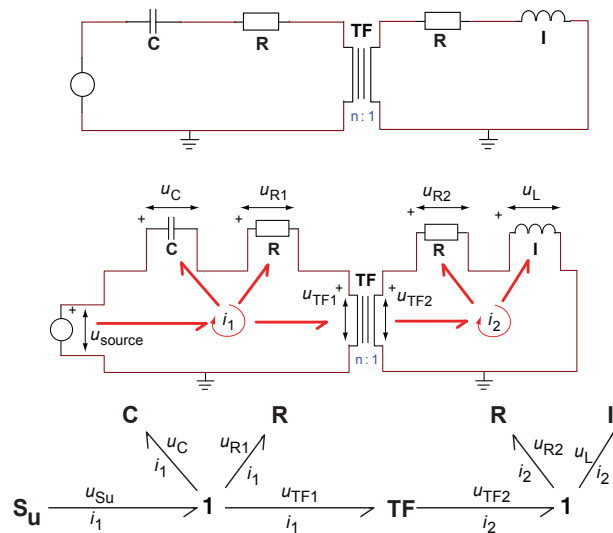 TF
C
R
R
I
n : 1
u_C
u_R1
u_R2
u_L
+
+
+
+
C
R
R
I
TF
+
+
+
u_source
i_1
u_TF1
u_TF2
i_2
n : 1
C
R
R
I
u_C
i_1
u_R1
i_1
u_R2
i_2
u_L
i_2
S_u
u_Su
i_1
1
u_TF1
i_1
TF
u_TF2
i_2
1